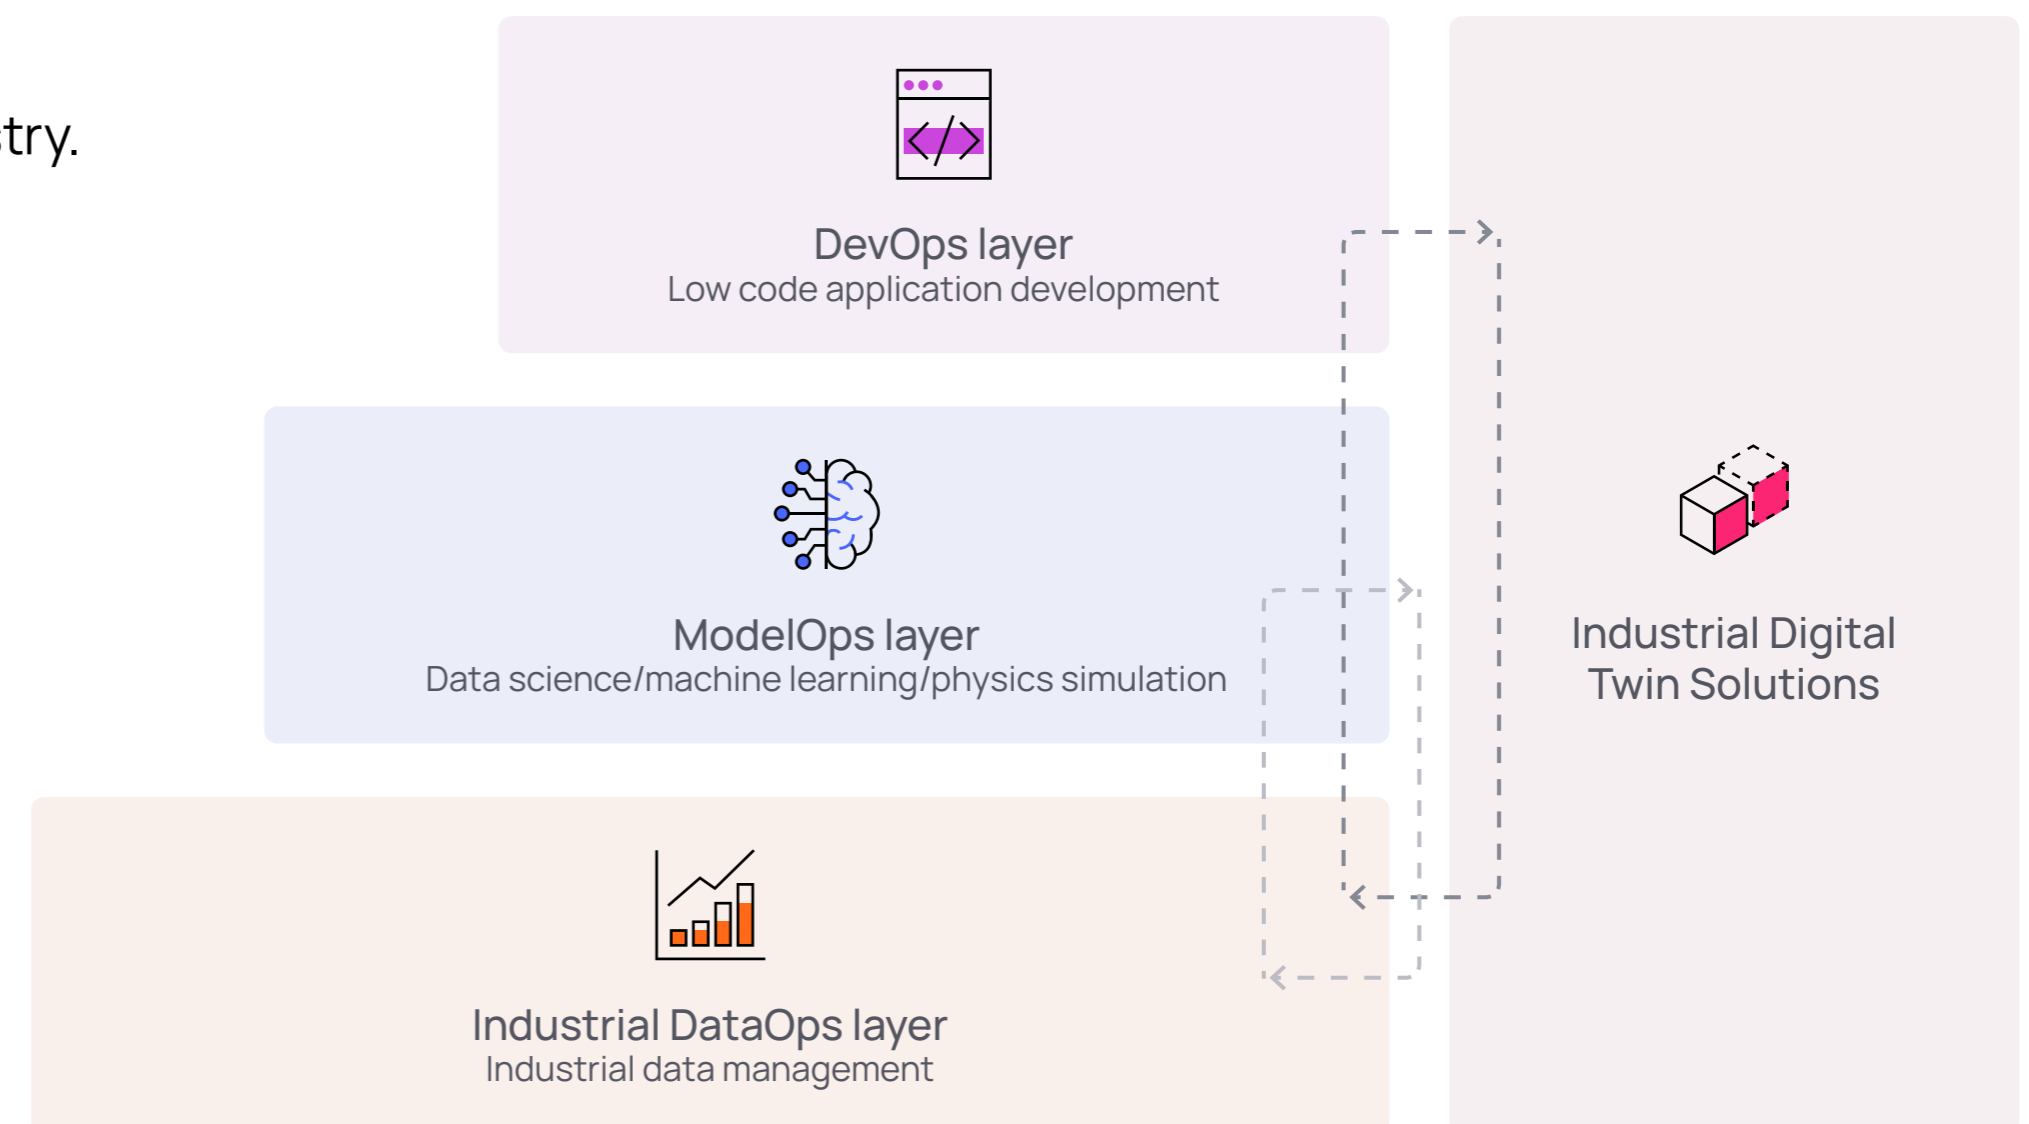 stry.
DevOps layer
Low code application development
ModelOps layer
Data science/machine learning/physics simulation
Industrial Digital
Twin Solutions
Industrial DataOps layer
Industrial data management